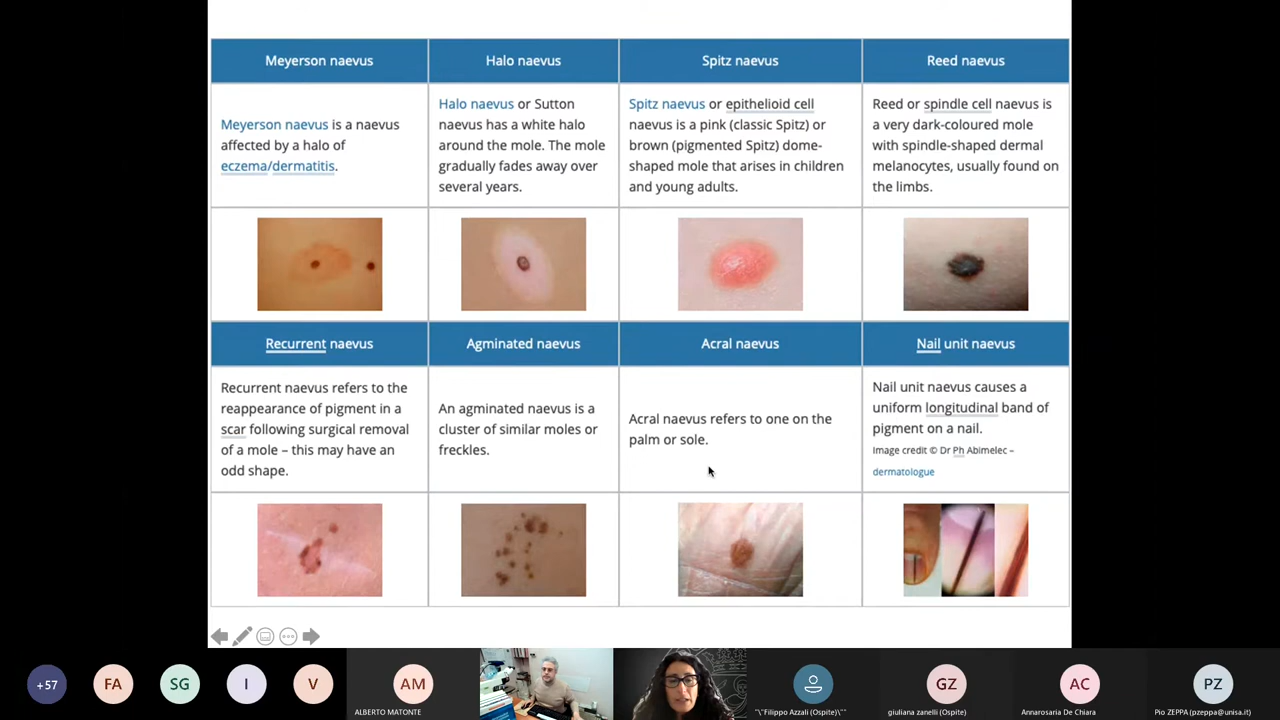 Meyerson naevus
Halo naevus
Spitz naevus
Reed naevus
Meyerson naevus is a naevus
affected by a halo of
eczema/dermatitis.
Halo naevus or Sutton
naevus has a white halo
around the mole. The mole
gradually fades away over
several years.
Spitz naevus or epithelioid cell
naevus is a pink (classic Spitz) or
brown (pigmented Spitz) dome-
shaped mole that arises in children
and young adults.
Reed or spindle cell naevus is
a very dark-coloured mole
with spindle-shaped dermal
melanocytes, usually found on
the limbs.
Recurrent naevus
Agminated naevus
Acral naevus
Nail unit naevus
Recurrent naevus refers to the
reappearance of pigment in a
scar following surgical removal
of a mole – this may have an
odd shape.
An agminated naevus is a
cluster of similar moles or
freckles.
Acral naevus refers to one on the
palm or sole.
Nail unit naevus causes a
uniform longitudinal band of
pigment on a nail.
Image credit © Dr Ph Abimelec –
dermatologue
+57
FA
SG
I
V
AM
ALBERTO MATONTE
"\"Filippo Azzali (Ospite)\""
GZ
giuliana zanelli (Ospite)
AC
Annarosaria De Chiara
PZ
Pio ZEPPA (pzeppa@unisa.it)